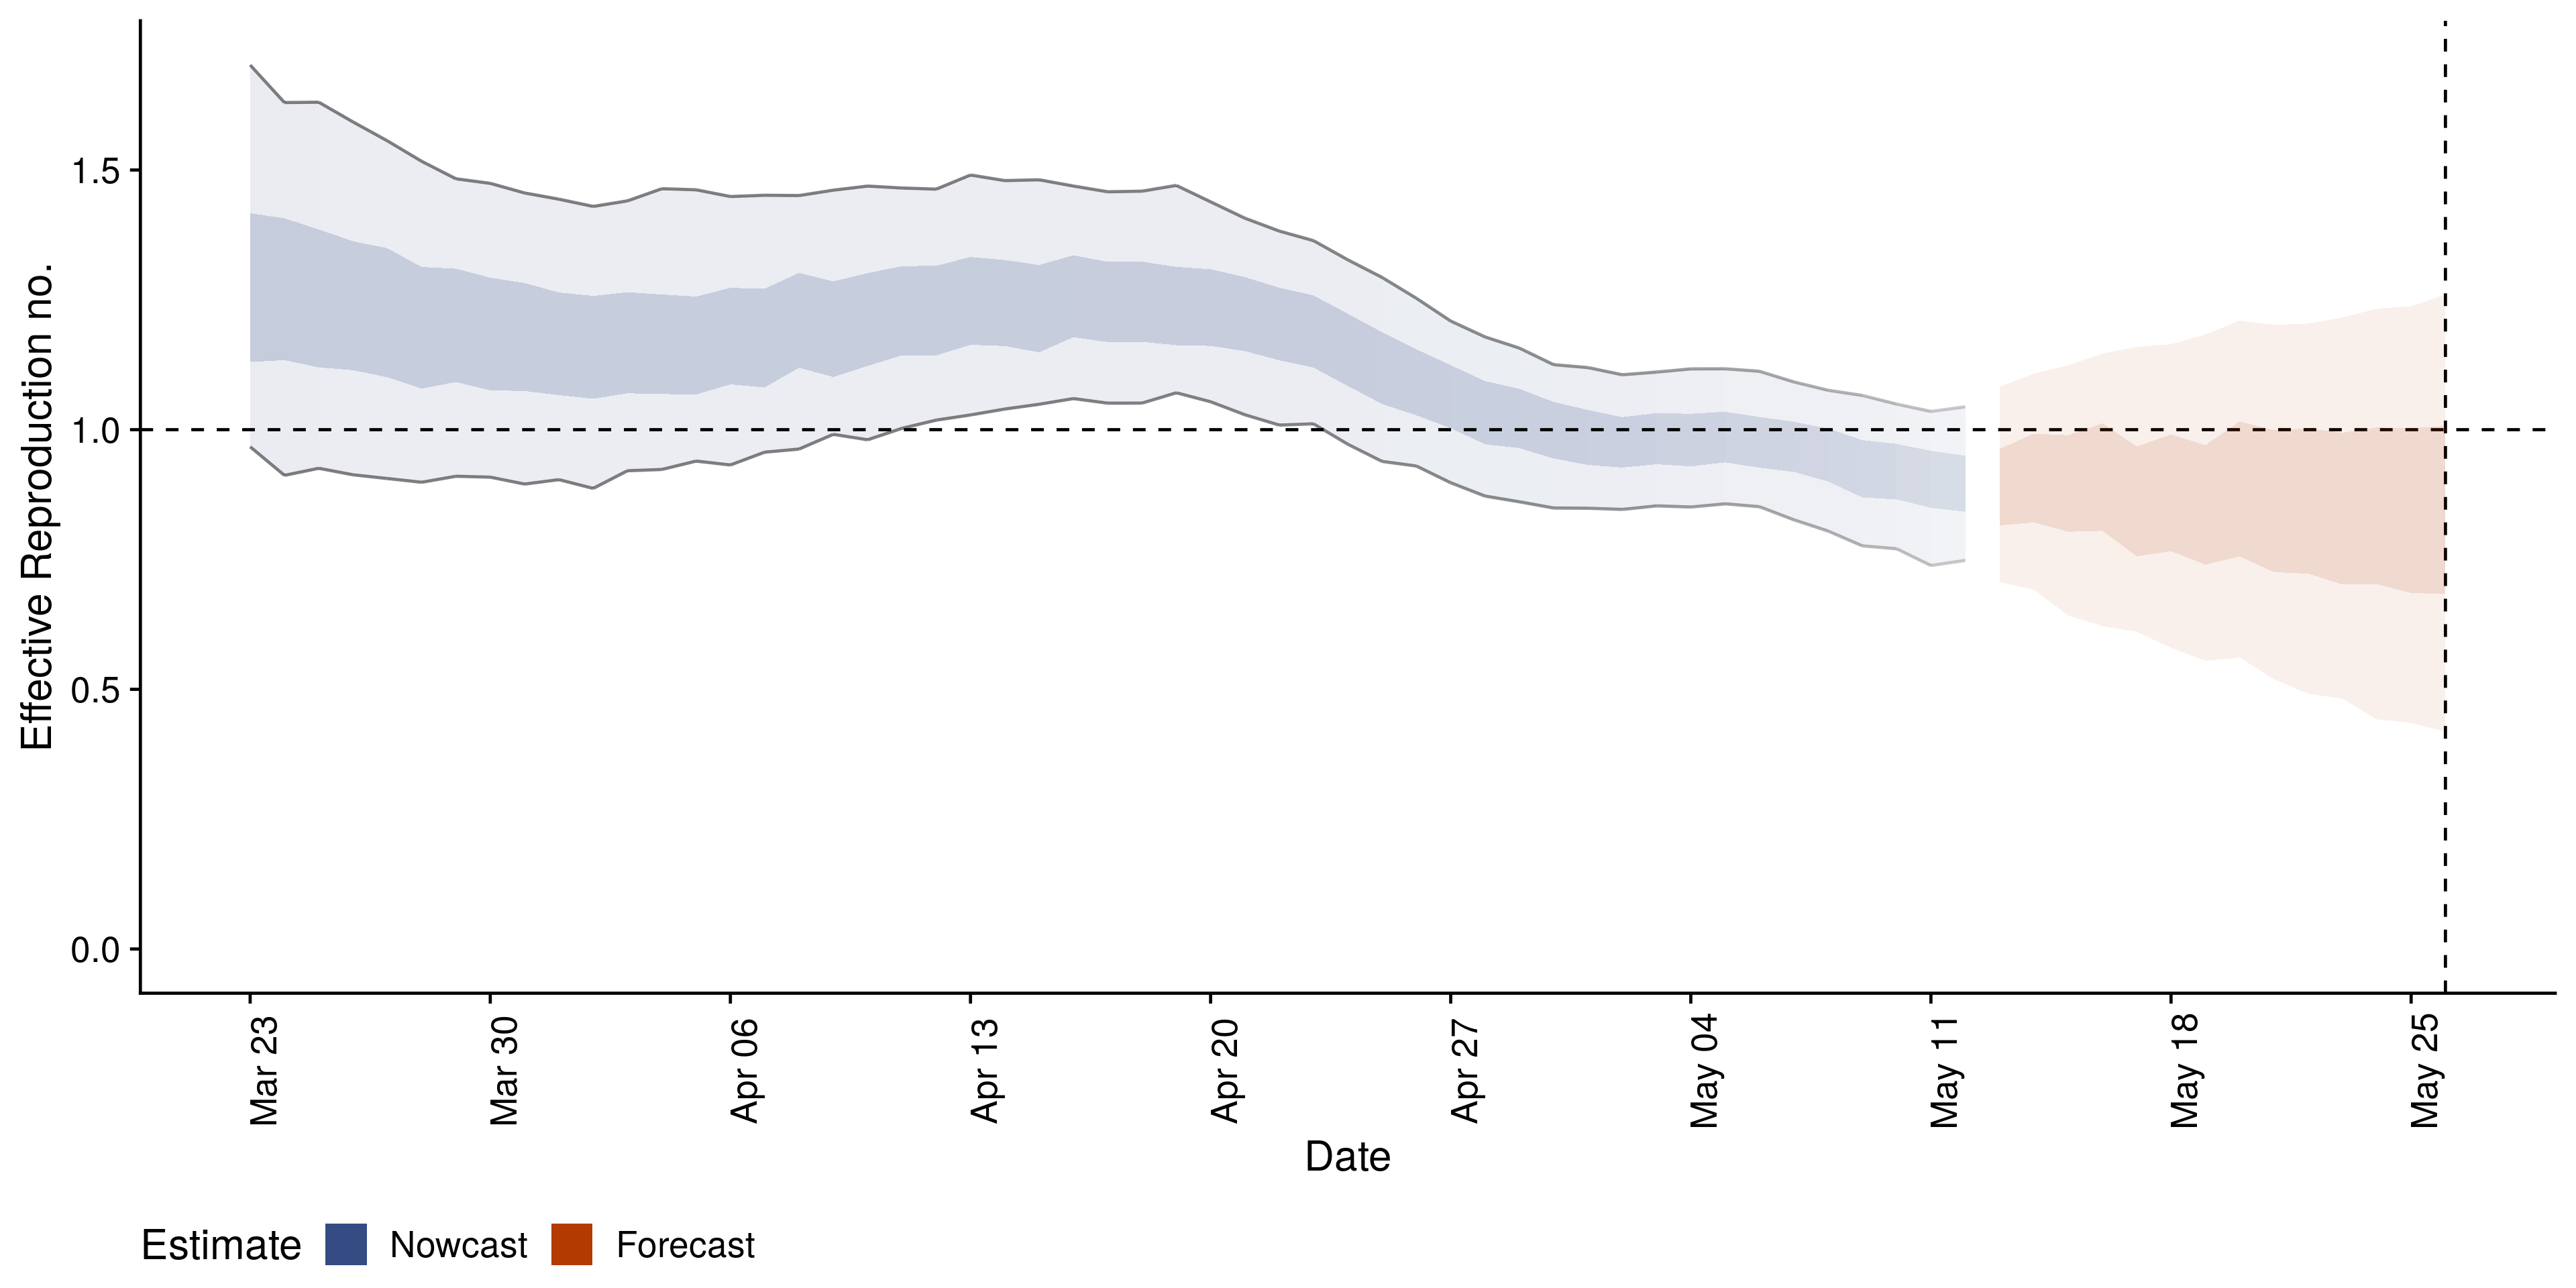 Effective Reproduction no.
1.5
1.0
0.5
0.0
Mar 23
Mar 30
Apr 06
Apr 13
Apr 20
Apr 27
May 04
May 11
May 18
May 25
Date
Estimate Nowcast Forecast